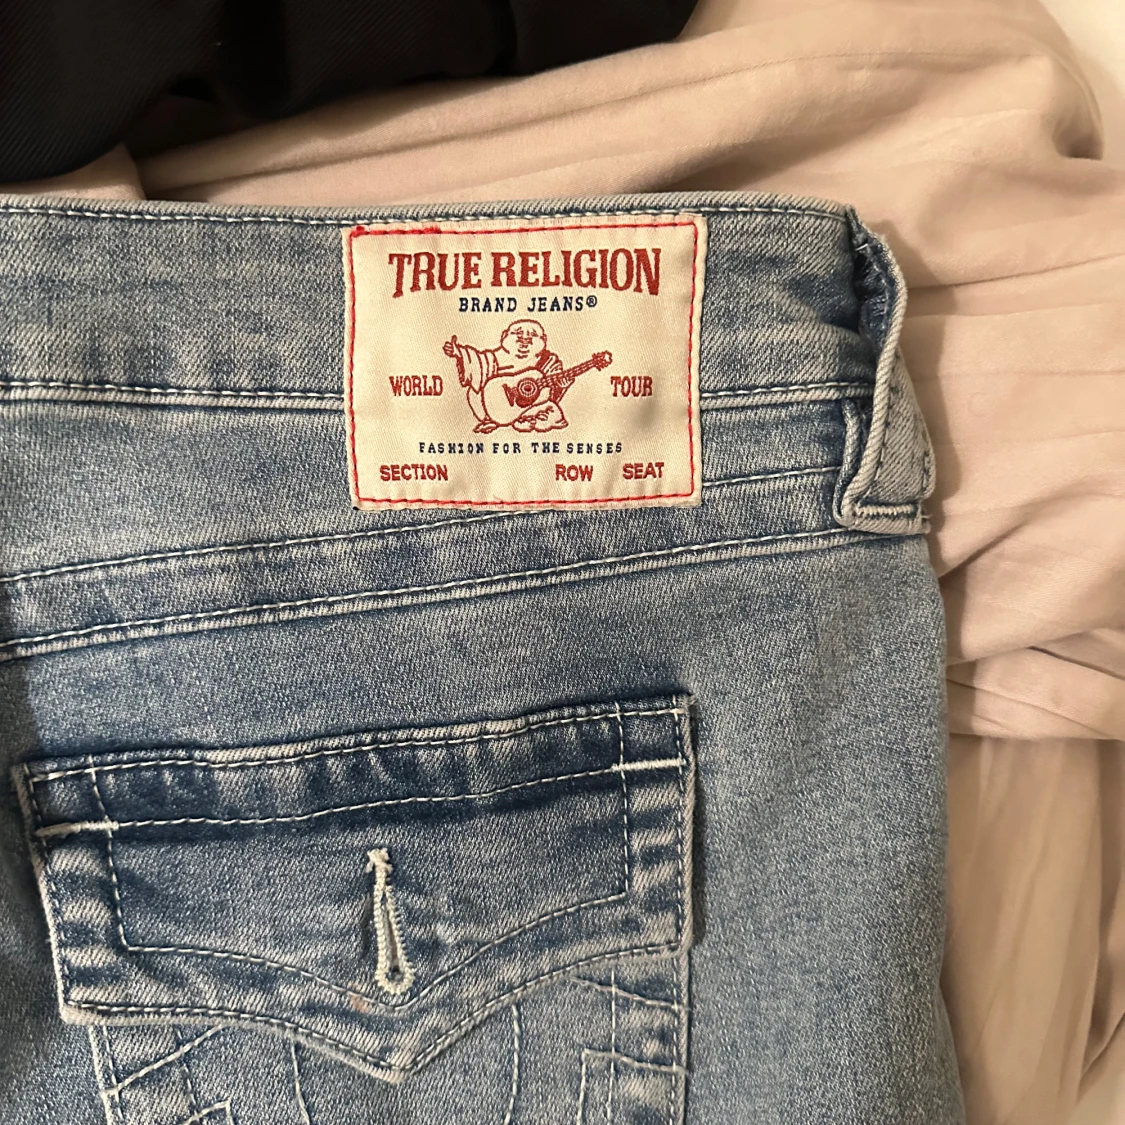 TRUE RELIGION
BRAND JEANS®
WORLD TOUR
FASHION FOR THE SENSES
SECTION ROW SEAT